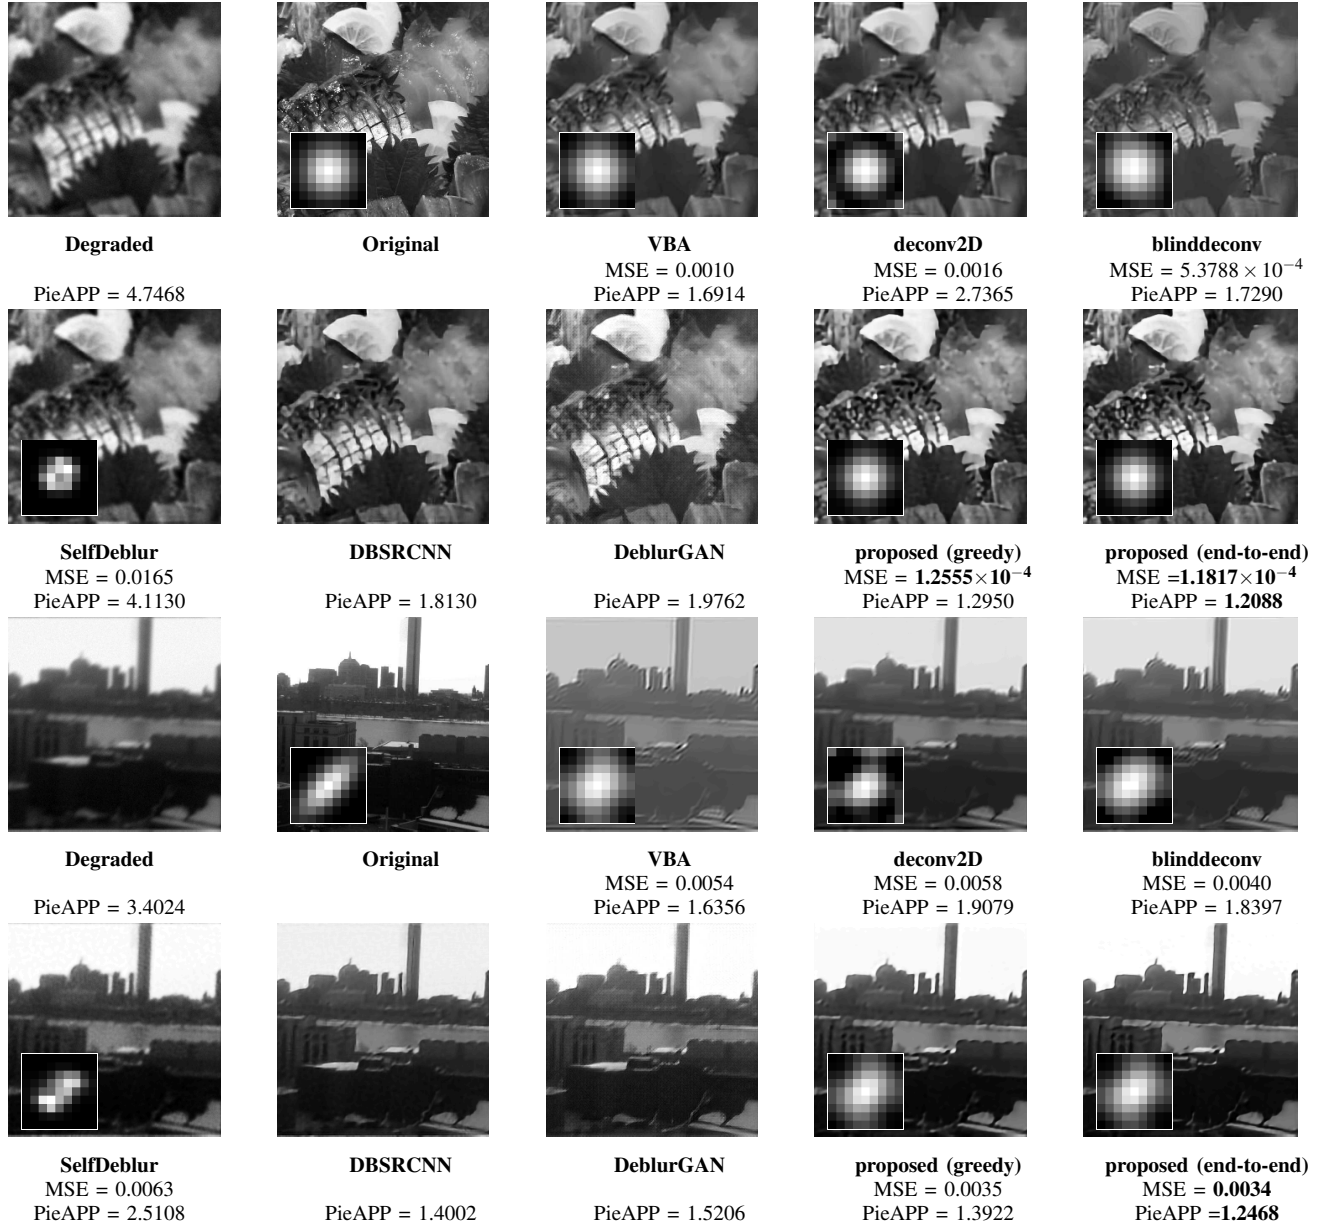 Degraded Original VBA deconv2D blinddeconv
MSE = 0.0010 MSE = 0.0016 MSE = 5.3788 × 10⁻⁴
PieAPP = 4.7468 PieAPP = 1.6914 PieAPP = 2.7365 PieAPP = 1.7290
SelfDeblur DBSRCNN DeblurGAN proposed (greedy) proposed (end-to-end)
MSE = 0.0165 MSE = 1.2555×10⁻⁴ MSE =1.1817×10⁻⁴
PieAPP = 4.1130 PieAPP = 1.8130 PieAPP = 1.9762 PieAPP = 1.2950 PieAPP = 1.2088
Degraded Original VBA deconv2D blinddeconv
MSE = 0.0054 MSE = 0.0058 MSE = 0.0040
PieAPP = 3.4024 PieAPP = 1.6356 PieAPP = 1.9079 PieAPP = 1.8397
SelfDeblur DBSRCNN DeblurGAN proposed (greedy) proposed (end-to-end)
MSE = 0.0063 MSE = 0.0035 MSE = 0.0034
PieAPP = 2.5108 PieAPP = 1.4002 PieAPP = 1.5206 PieAPP = 1.3922 PieAPP =1.2468